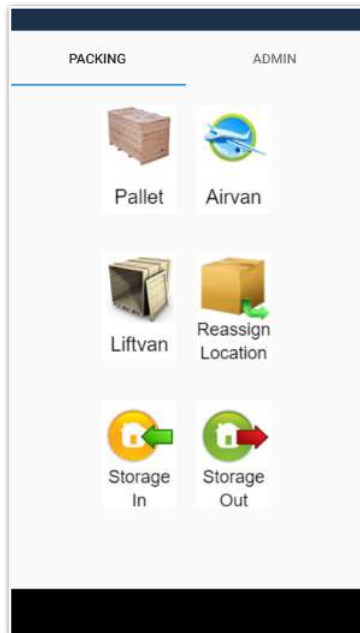 PACKING ADMIN
Pallet Airvan
Liftvan Reassign
Location
Storage Storage
In Out